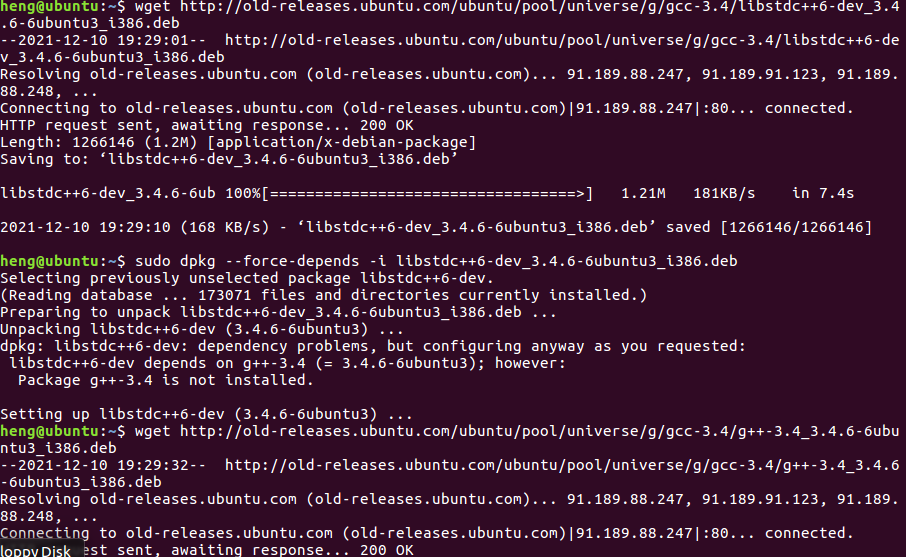 heng@ubuntu:~$ wget http://old-releases.ubuntu.com/ubuntu/pool/universe/g/gcc-3.4/libstdc++6-dev_3.4
.6-6ubuntu3_i386.deb
--2021-12-10 19:29:01--  http://old-releases.ubuntu.com/ubuntu/pool/universe/g/gcc-3.4/libstdc++6-de
v_3.4.6-6ubuntu3_i386.deb
Resolving old-releases.ubuntu.com (old-releases.ubuntu.com)... 91.189.88.247, 91.189.91.123, 91.189.
88.248, ...
Connecting to old-releases.ubuntu.com (old-releases.ubuntu.com)|91.189.88.247|:80... connected.
HTTP request sent, awaiting response... 200 OK
Length: 1266146 (1.2M) [application/x-debian-package]
Saving to: ‘libstdc++6-dev_3.4.6-6ubuntu3_i386.deb’
libstdc++6-dev_3.4.6-6ub 100%[==================================>]   1.21M   181KB/s    in 7.4s
2021-12-10 19:29:10 (168 KB/s) - ‘libstdc++6-dev_3.4.6-6ubuntu3_i386.deb’ saved [1266146/1266146]
heng@ubuntu:~$ sudo dpkg --force-depends -i libstdc++6-dev_3.4.6-6ubuntu3_i386.deb
Selecting previously unselected package libstdc++6-dev.
(Reading database ... 173071 files and directories currently installed.)
Preparing to unpack libstdc++6-dev_3.4.6-6ubuntu3_i386.deb ...
Unpacking libstdc++6-dev (3.4.6-6ubuntu3) ...
dpkg: libstdc++6-dev: dependency problems, but configuring anyway as you requested:
 libstdc++6-dev depends on g++-3.4 (= 3.4.6-6ubuntu3); however:
  Package g++-3.4 is not installed.
Setting up libstdc++6-dev (3.4.6-6ubuntu3) ...
heng@ubuntu:~$ wget http://old-releases.ubuntu.com/ubuntu/pool/universe/g/gcc-3.4/g++-3.4_3.4.6-6ubu
ntu3_i386.deb
--2021-12-10 19:29:32--  http://old-releases.ubuntu.com/ubuntu/pool/universe/g/gcc-3.4/g++-3.4_3.4.6
-6ubuntu3_i386.deb
Resolving old-releases.ubuntu.com (old-releases.ubuntu.com)... 91.189.88.247, 91.189.91.123, 91.189.
88.248, ...
Connecting to old-releases.ubuntu.com (old-releases.ubuntu.com)|91.189.88.247|:80... connected.
loppy Disk est sent, awaiting response... 200 OK